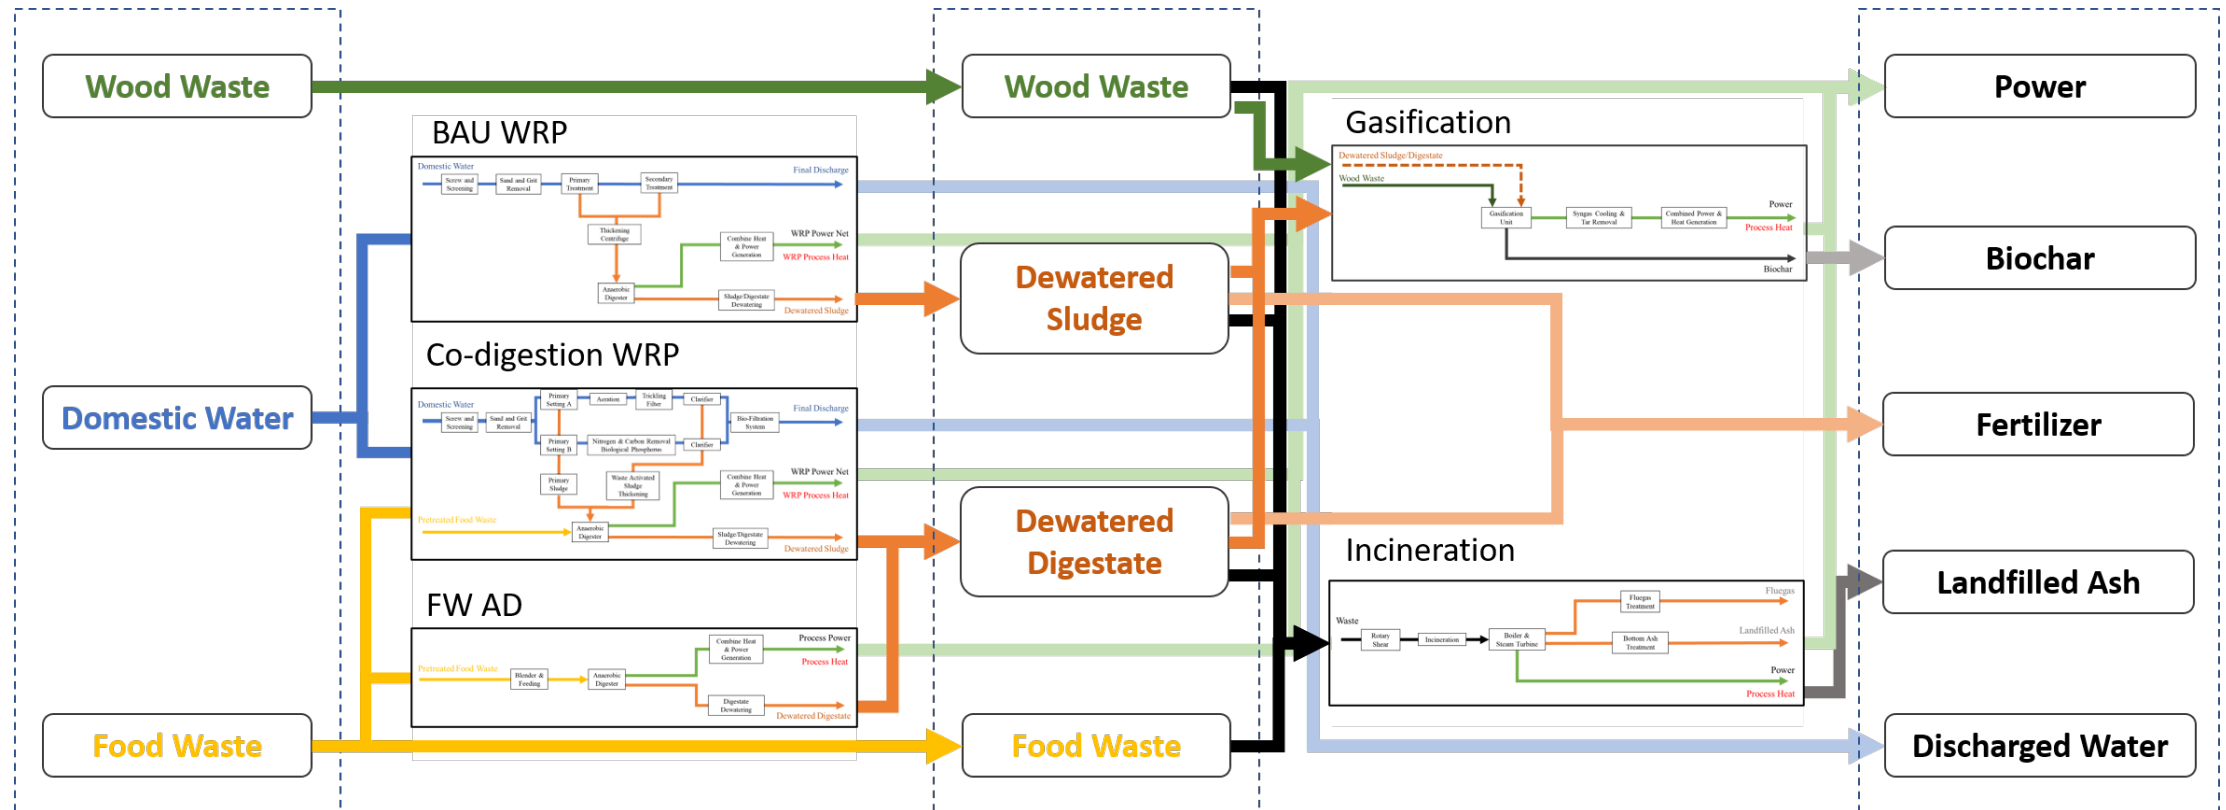 Wood Waste
Domestic Water
Food Waste
BAU WRP
Domestic Water
Screw and
Screening
Sand and Grit
Removal
Primary
Treatment
Secondary
Treatment
Final Discharge
Thickening
Centrifuge
Combine Heat
& Power
Generation
WRP Power Net
WRP Process Heat
Anaerobic
Digester
Sludge/Digestate
Dewatering
Dewatered Sludge
Co-digestion WRP
Domestic Water
Screw and
Screening
Sand and Grit
Removal
Primary
Setting A
Aeration
Trickling
Filter
Clarifier
Primary
Setting B
Nitrogen & Carbon Removal
Biological Phosphorus
Clarifier
Bio-Filtration
System
Final Discharge
Primary
Sludge
Waste Activated
Sludge
Thickening
Combine Heat
& Power
Generation
WRP Power Net
WRP Process Heat
Pretreated Food Waste
Anaerobic
Digester
Sludge/Digestate
Dewatering
Dewatered Sludge
FW AD
Pretreated Food Waste
Blender &
Feeding
Anaerobic
Digester
Combine Heat
& Power
Generation
Process Power
Process Heat
Digestate
Dewatering
Dewatered Digestate
Wood Waste
Dewatered
Sludge
Dewatered
Digestate
Food Waste
Gasification
Dewatered Sludge/Digestate
Wood Waste
Gasification
Unit
Syngas Cooling &
Tar Removal
Combined Power &
Heat Generation
Power
Process Heat
Biochar
Incineration
Waste
Rotary
Shear
Incineration
Boiler &
Steam Turbine
Fluegas
Treatment
Fluegas
Bottom Ash
Treatment
Landfilled Ash
Power
Process Heat
Power
Biochar
Fertilizer
Landfilled Ash
Discharged Water